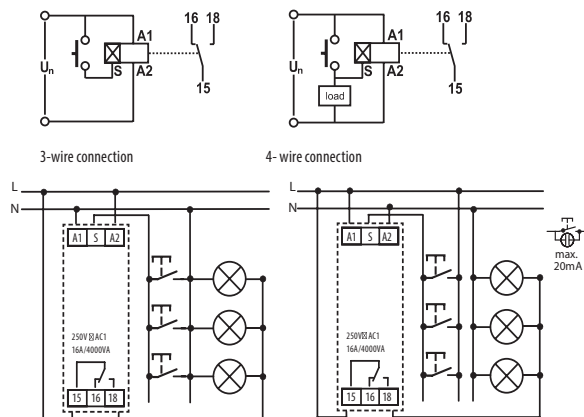 16 18
A1
Un
S A2
15
16 18
A1
Un
S A2
load
15
3-wire connection
4- wire connection
L
N
A1 S A2
250V AC1
16A/4000VA
15 16 18
L
N
A1 S A2
250V AC1
16A/4000VA
15 16 18
max.
20mA